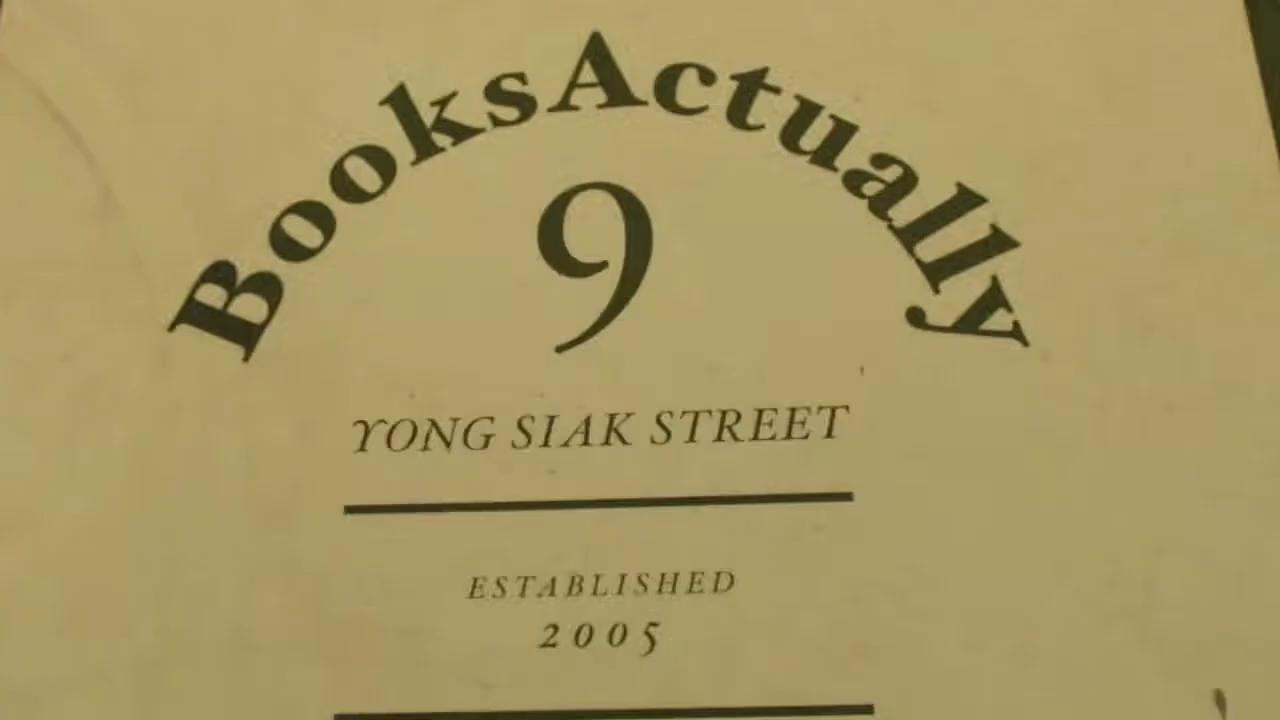 BooksActually
9
YONG SIAK STREET
ESTABLISHED
2005